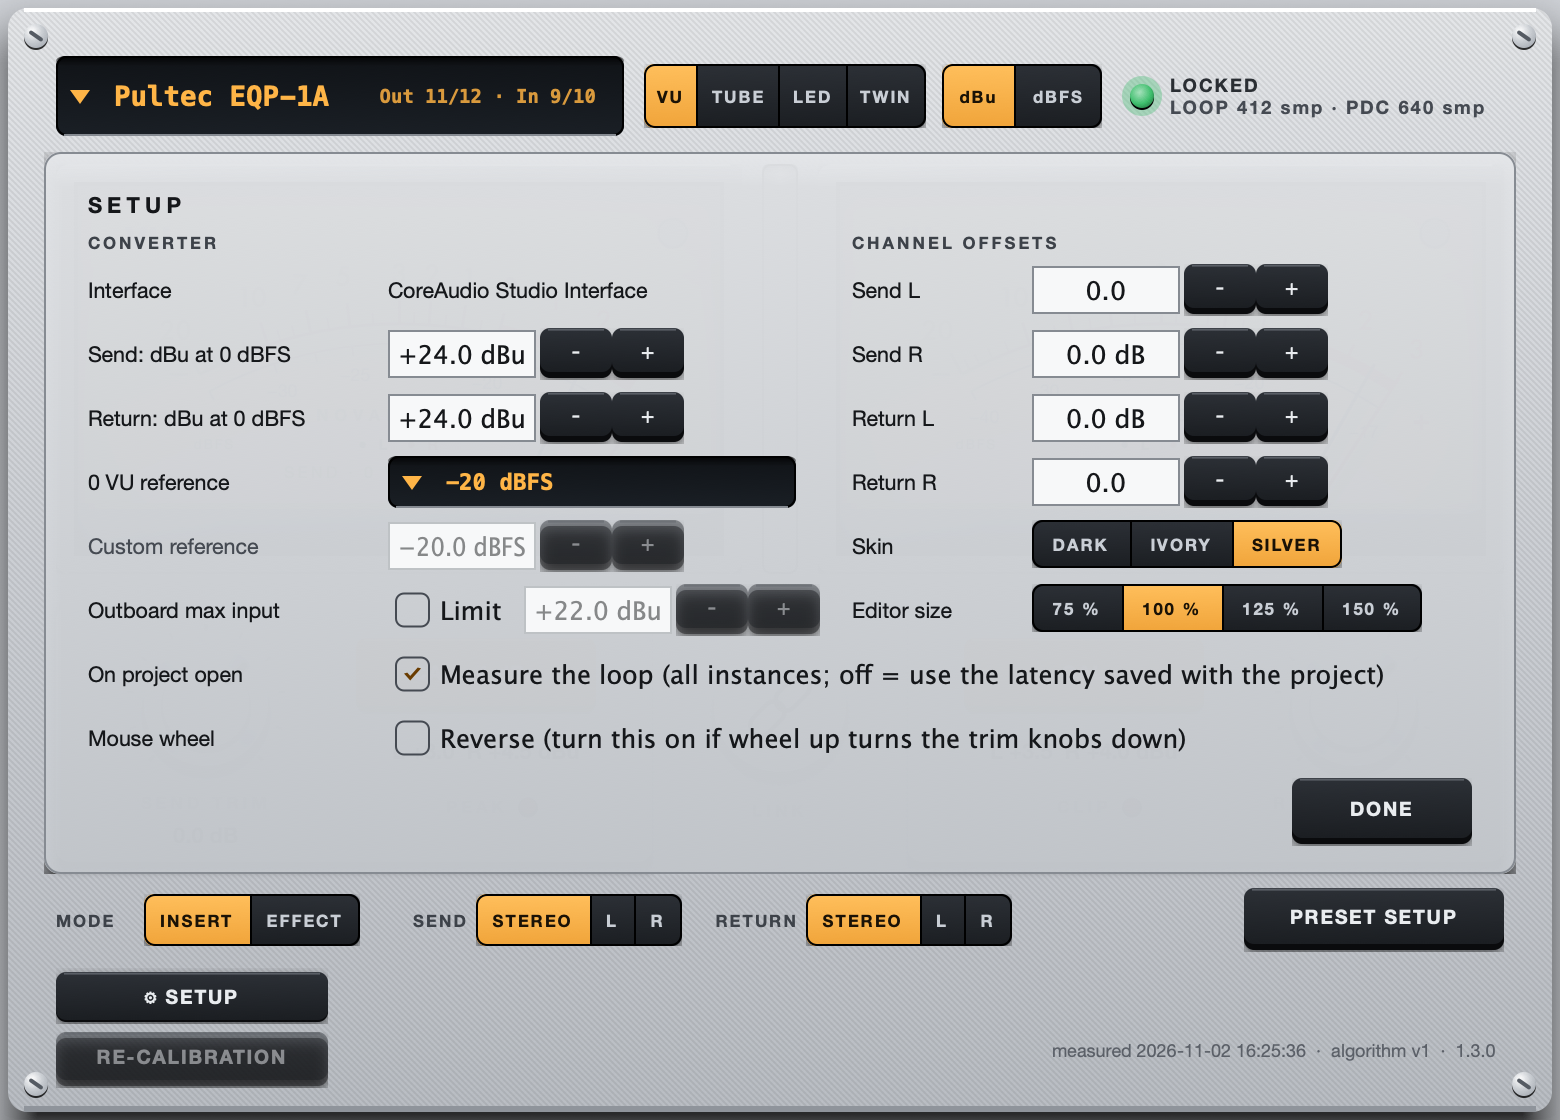 Pultec EQP-1A Out 11/12 · In 9/10
VU TUBE LED TWIN
dBu dBFS
LOCKED
LOOP 412 smp · PDC 640 smp
SETUP
CONVERTER
Interface CoreAudio Studio Interface
Send: dBu at 0 dBFS +24.0 dBu - +
Return: dBu at 0 dBFS +24.0 dBu - +
0 VU reference −20 dBFS
Custom reference −20.0 dBFS - +
Outboard max input Limit +22.0 dBu - +
CHANNEL OFFSETS
Send L 0.0 - +
Send R 0.0 dB - +
Return L 0.0 dB - +
Return R 0.0 - +
Skin DARK IVORY SILVER
Editor size 75 % 100 % 125 % 150 %
On project open Measure the loop (all instances; off = use the latency saved with the project)
Mouse wheel Reverse (turn this on if wheel up turns the trim knobs down)
DONE
MODE INSERT EFFECT SEND STEREO L R RETURN STEREO L R PRESET SETUP
⚙ SETUP
RE-CALIBRATION
measured 2026-11-02 16:25:36 · algorithm v1 · 1.3.0